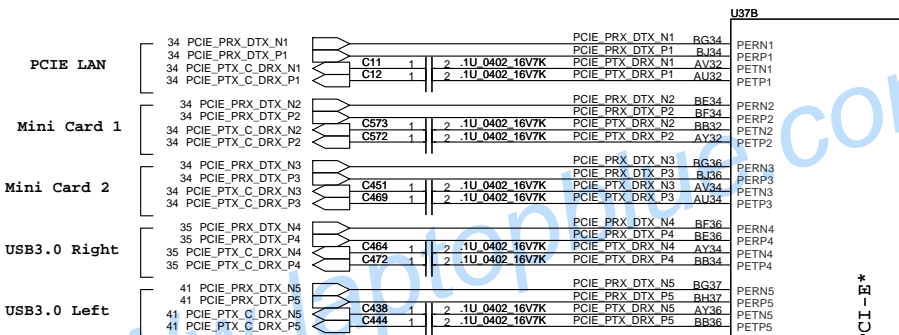 U37B
PCIE LAN
34 PCIE_PRX_DTX_N1 PCIE_PRX_DTX_N1 BG34 PERN1
34 PCIE_PRX_DTX_P1 PCIE_PRX_DTX_P1 BJ34 PERP1
34 PCIE_PTX_C_DRX_N1 C11 1 2 .1U_0402_16V7K PCIE_PTX_DRX_N1 AV32 PETN1
34 PCIE_PTX_C_DRX_P1 C12 1 2 .1U_0402_16V7K PCIE_PTX_DRX_P1 AU32 PETP1
Mini Card 1
34 PCIE_PRX_DTX_N2 PCIE_PRX_DTX_N2 BE34 PERN2
34 PCIE_PRX_DTX_P2 PCIE_PRX_DTX_P2 BF34 PERP2
34 PCIE_PTX_C_DRX_N2 C573 1 2 .1U_0402_16V7K PCIE_PTX_DRX_N2 BB32 PETN2
34 PCIE_PTX_C_DRX_P2 C572 1 2 .1U_0402_16V7K PCIE_PTX_DRX_P2 AY32 PETP2
Mini Card 2
34 PCIE_PRX_DTX_N3 PCIE_PRX_DTX_N3 BG36 PERN3
34 PCIE_PRX_DTX_P3 PCIE_PRX_DTX_P3 BJ36 PERP3
34 PCIE_PTX_C_DRX_N3 C451 1 2 .1U_0402_16V7K PCIE_PTX_DRX_N3 AV34 PETN3
34 PCIE_PTX_C_DRX_P3 C469 1 2 .1U_0402_16V7K PCIE_PTX_DRX_P3 AU34 PETP3
USB3.0 Right
35 PCIE_PRX_DTX_N4 PCIE_PRX_DTX_N4 BF36 PERN4
35 PCIE_PRX_DTX_P4 PCIE_PRX_DTX_P4 BE36 PERP4
35 PCIE_PTX_C_DRX_N4 C464 1 2 .1U_0402_16V7K PCIE_PTX_DRX_N4 AY34 PETN4
35 PCIE_PTX_C_DRX_P4 C472 1 2 .1U_0402_16V7K PCIE_PTX_DRX_P4 BB34 PETP4
USB3.0 Left
41 PCIE_PRX_DTX_N5 PCIE_PRX_DTX_N5 BG37 PERN5
41 PCIE_PRX_DTX_P5 PCIE_PRX_DTX_P5 BH37 PERP5
41 PCIE_PTX_C_DRX_N5 C438 1 2 .1U_0402_16V7K PCIE_PTX_DRX_N5 AY36 PETN5
41 PCIE_PTX_C_DRX_P5 C444 1 2 .1U_0402_16V7K PCIE_PTX_DRX_P5 BB36 PETP5
CI-E*
laptopblue.co